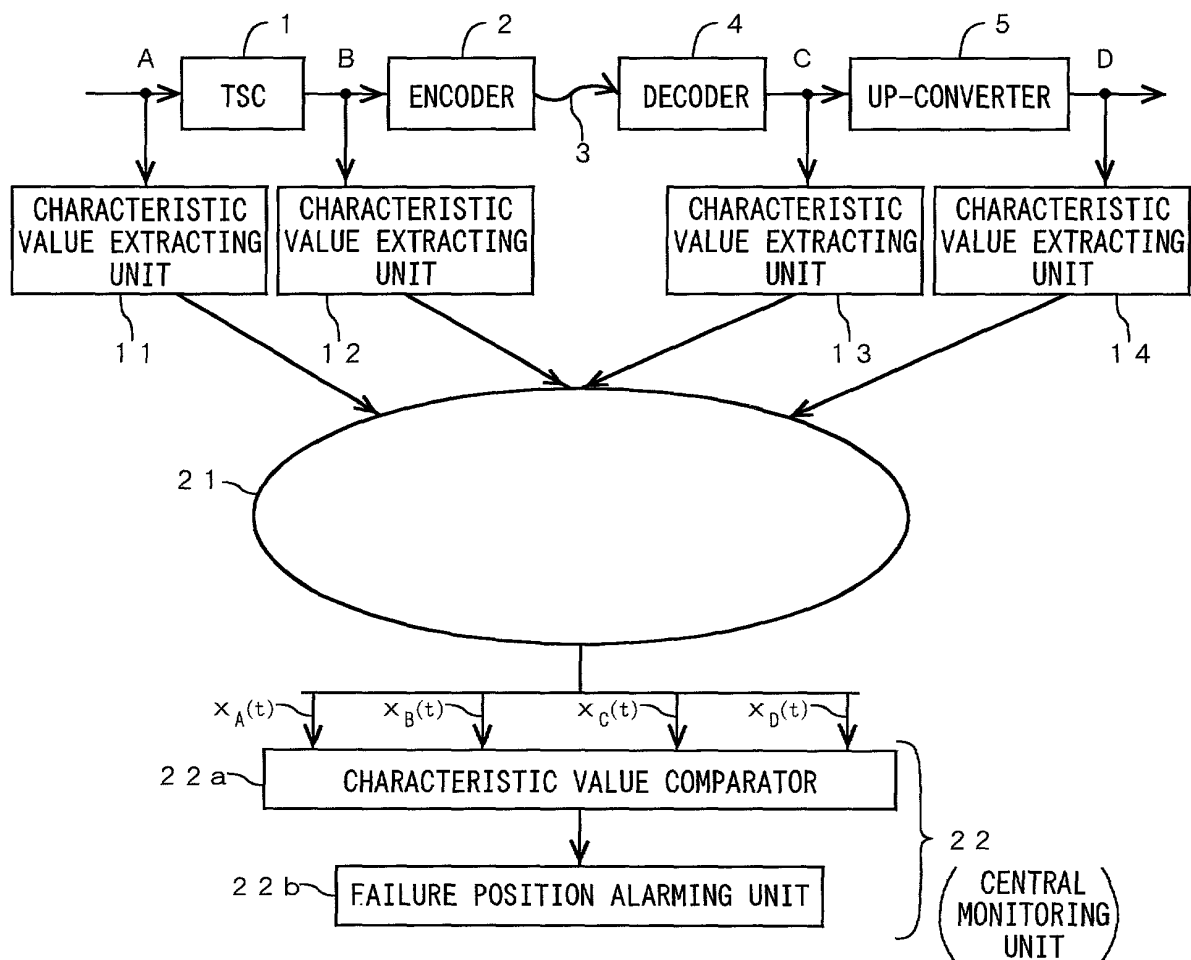 1 2 4 5
A B C D
TSC ENCODER DECODER UP-CONVERTER
3
CHARACTERISTIC
VALUE EXTRACTING
UNIT
CHARACTERISTIC
VALUE EXTRACTING
UNIT
CHARACTERISTIC
VALUE EXTRACTING
UNIT
CHARACTERISTIC
VALUE EXTRACTING
UNIT
11 12 13 14
21
xA(t) xB(t) xC(t) xD(t)
22a
CHARACTERISTIC VALUE COMPARATOR
22b
FAILURE POSITION ALARMING UNIT
22
(CENTRAL
MONITORING
UNIT)